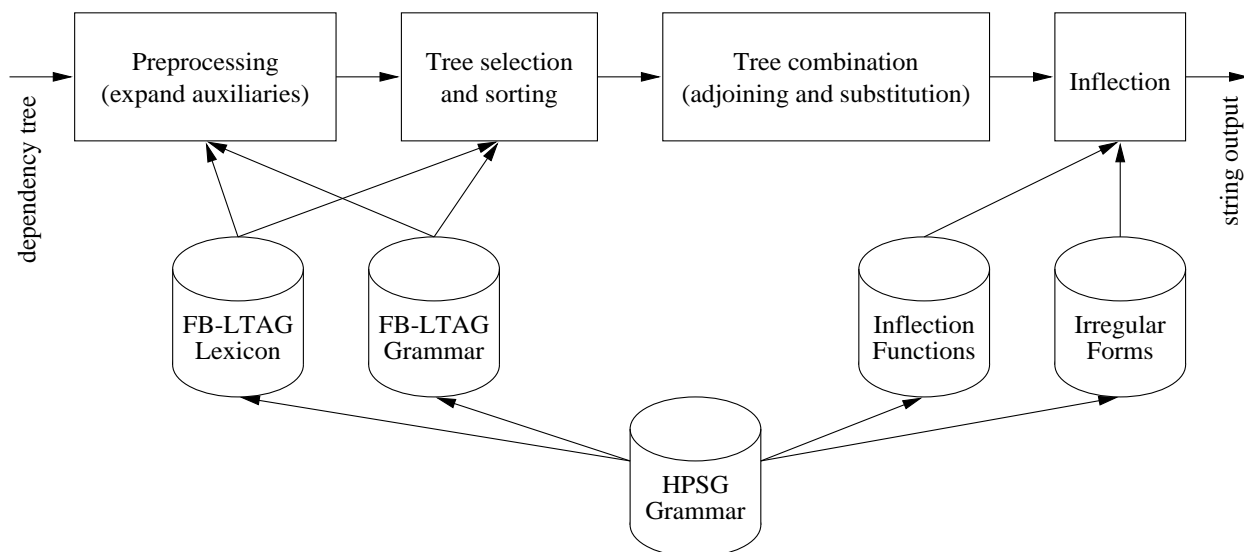 dependency tree
Preprocessing
(expand auxiliaries)
Tree selection
and sorting
Tree combination
(adjoining and substitution)
Inflection
string output
FB-LTAG
Lexicon
FB-LTAG
Grammar
Inflection
Functions
Irregular
Forms
HPSG
Grammar